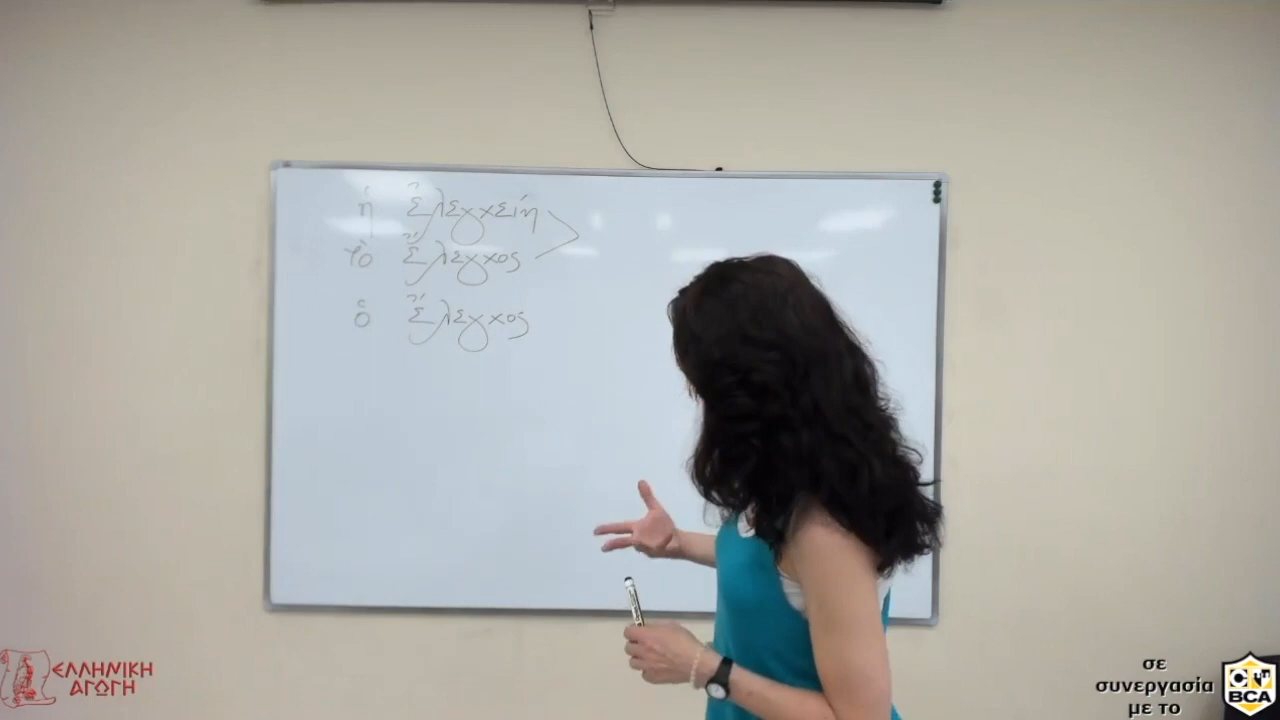 ἡ ἐλεγχείη
τὸ ἔλεγχος
ὁ ἔλεγχος
ΕΛΛΗΝΙΚΗ
ΑΓΩΓΗ
σε
συνεργασία
με το
BCA